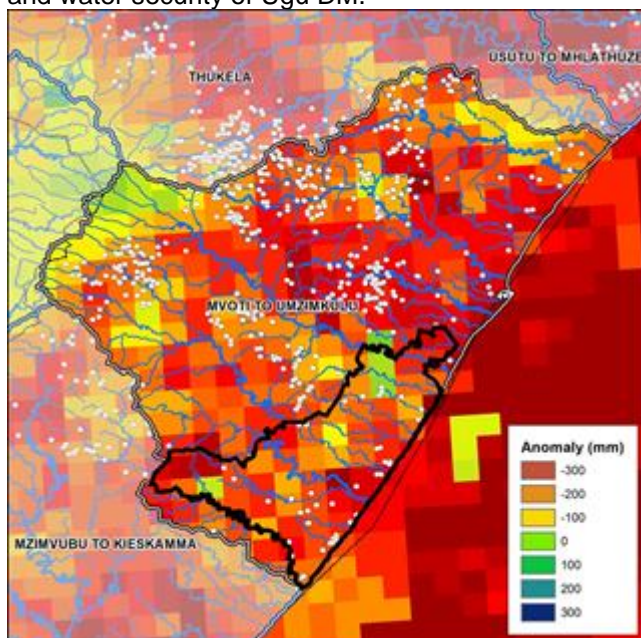 and water security of Ugu DM.
THUKELA
USUTU TO MHLATHUZE
MVOTI TO UMZIMKULU
MZIMVUBU TO KIESKAMMA
Anomaly (mm)
-300
-200
-100
0
100
200
300